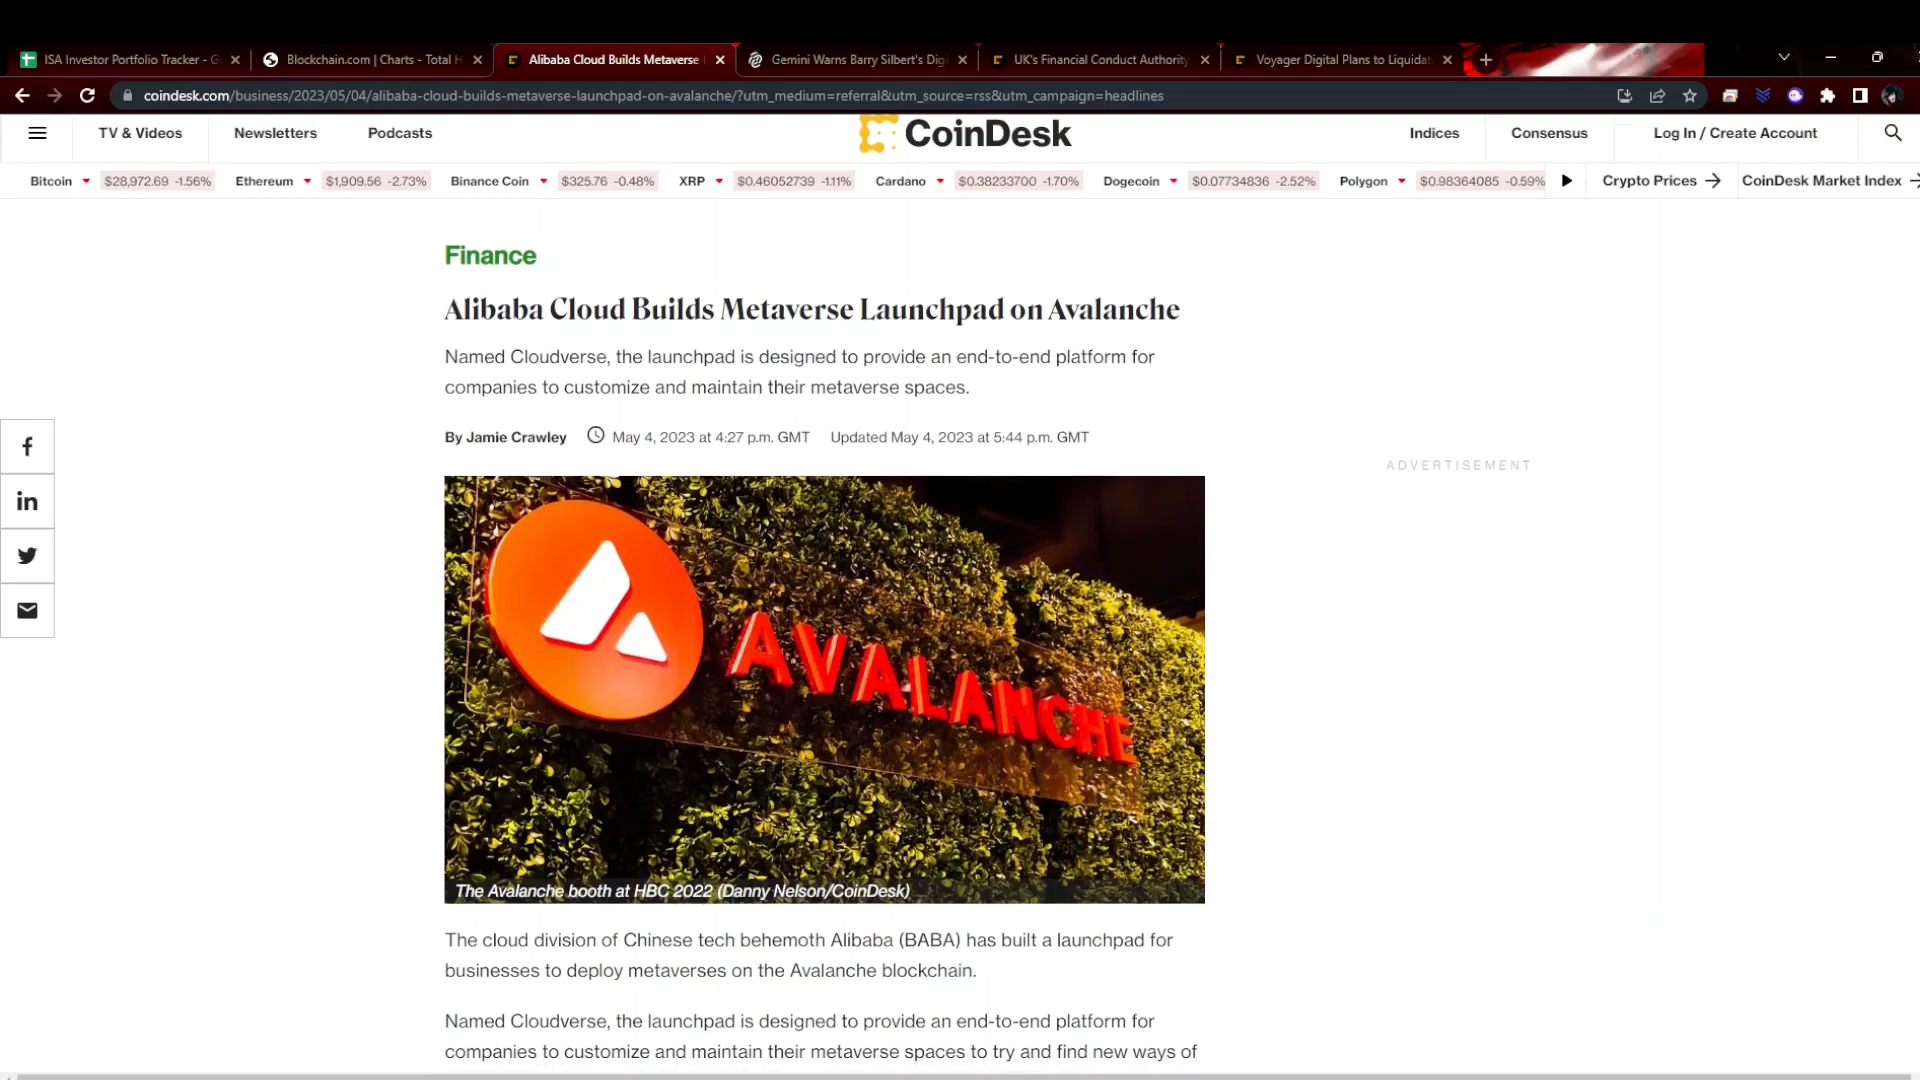 ISA Investor Portfolio Tracker - G
Blockchain.com | Charts - Total H
Alibaba Cloud Builds Metaverse
Gemini Warns Barry Silbert's Dig
UK's Financial Conduct Authority
Voyager Digital Plans to Liquidat
coindesk.com/business/2023/05/04/alibaba-cloud-builds-metaverse-launchpad-on-avalanche/?utm_medium=referral&utm_source=rss&utm_campaign=headlines
TV & Videos Newsletters Podcasts CoinDesk Indices Consensus Log In / Create Account
Bitcoin $28,972.69 -1.56% Ethereum $1,909.56 -2.73% Binance Coin $325.76 -0.48% XRP $0.46052739 -1.11% Cardano $0.38233700 -1.70% Dogecoin $0.07734836 -2.52% Polygon $0.98364085 -0.59% Crypto Prices → CoinDesk Market Index →
Finance
Alibaba Cloud Builds Metaverse Launchpad on Avalanche
Named Cloudverse, the launchpad is designed to provide an end-to-end platform for
companies to customize and maintain their metaverse spaces.
By Jamie Crawley May 4, 2023 at 4:27 p.m. GMT Updated May 4, 2023 at 5:44 p.m. GMT
ADVERTISEMENT
AVALANCHE
The Avalanche booth at HBC 2022 (Danny Nelson/CoinDesk)
The cloud division of Chinese tech behemoth Alibaba (BABA) has built a launchpad for
businesses to deploy metaverses on the Avalanche blockchain.
Named Cloudverse, the launchpad is designed to provide an end-to-end platform for
companies to customize and maintain their metaverse spaces to try and find new ways of